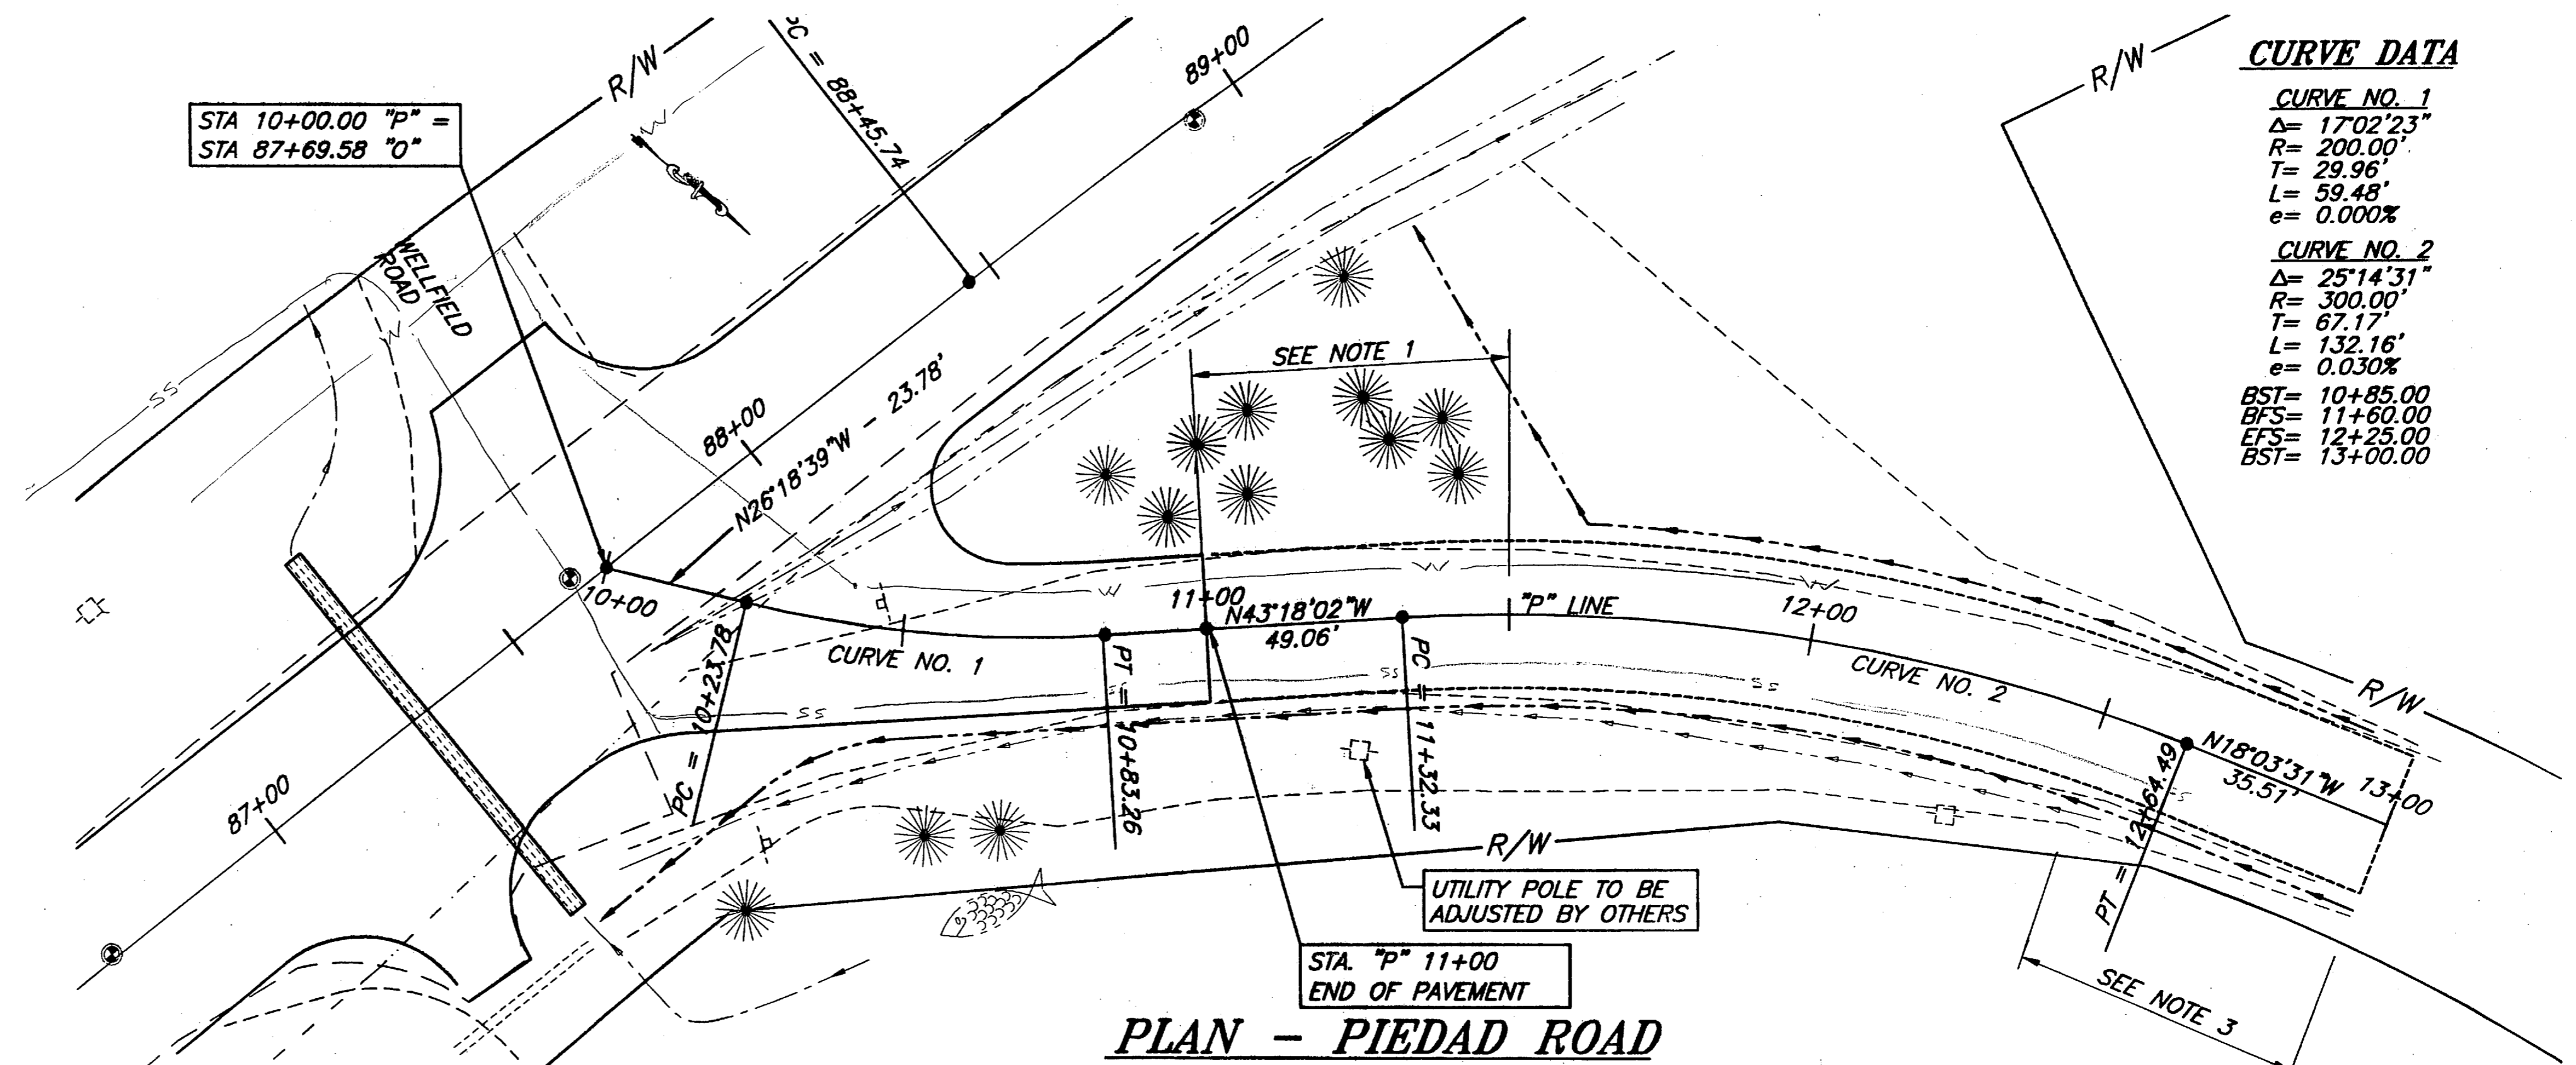 R/W
SC = 88+45.74
89+00
R/W
CURVE DATA
CURVE NO. 1
Δ= 17°02'23"
R= 200.00'
T= 29.96'
L= 59.48'
e= 0.000%
CURVE NO. 2
Δ= 25°14'31"
R= 300.00'
T= 67.17'
L= 132.16'
e= 0.030%
BST= 10+85.00
BFS= 11+60.00
EFS= 12+25.00
BST= 13+00.00
STA 10+00.00 "P" =
STA 87+69.58 "O"
W
WELLFIELD
ROAD
W
SS
SEE NOTE 1
88+00
N26°18'39"W - 23.78'
10+00
W
W
W
11+00
N43°18'02"W
49.06'
"P" LINE
12+00
CURVE NO. 1
CURVE NO. 2
PC = 10+23.78
PT = 10+83.26
PC = 11+32.33
PT = 12+64.49
SS
SS
SS
SS
SS
N18°03'31"W
35.51'
13+00
R/W
87+00
R/W
UTILITY POLE TO BE
ADJUSTED BY OTHERS
STA. "P" 11+00
END OF PAVEMENT
SEE NOTE 3
PLAN - PIEDAD ROAD